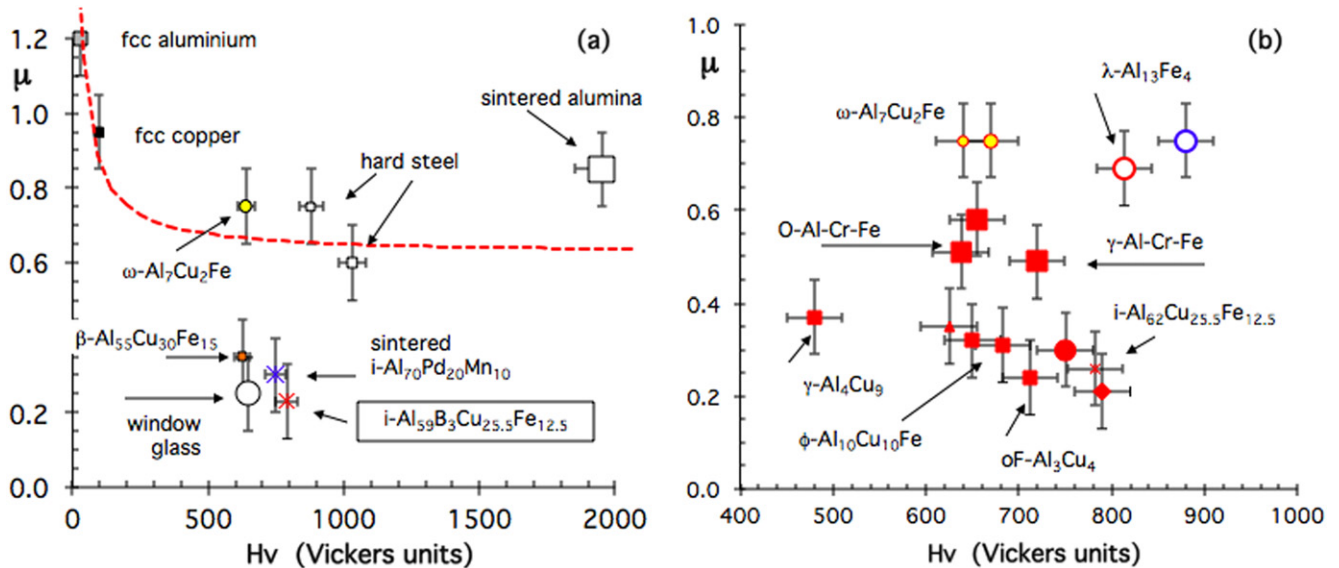 (a)
1.2
fcc aluminium
μ
sintered alumina
1.0
fcc copper
hard steel
0.8
0.6
ω-Al₇Cu₂Fe
0.4
β-Al₅₅Cu₃₀Fe₁₅
sintered
i-Al₇₀Pd₂₀Mn₁₀
0.2
window
glass
i-Al₅₉B₃Cu₂₅.₅Fe₁₂.₅
0.0
0 500 1000 1500 2000
Hv (Vickers units)
1.0
(b)
μ
λ-Al₁₃Fe₄
ω-Al₇Cu₂Fe
0.8
0.6
O-Al-Cr-Fe
γ-Al-Cr-Fe
0.4
i-Al₆₂Cu₂₅.₅Fe₁₂.₅
γ-Al₄Cu₉
0.2
ϕ-Al₁₀Cu₁₀Fe
oF-Al₃Cu₄
0.0
400 500 600 700 800 900 1000
Hv (Vickers units)